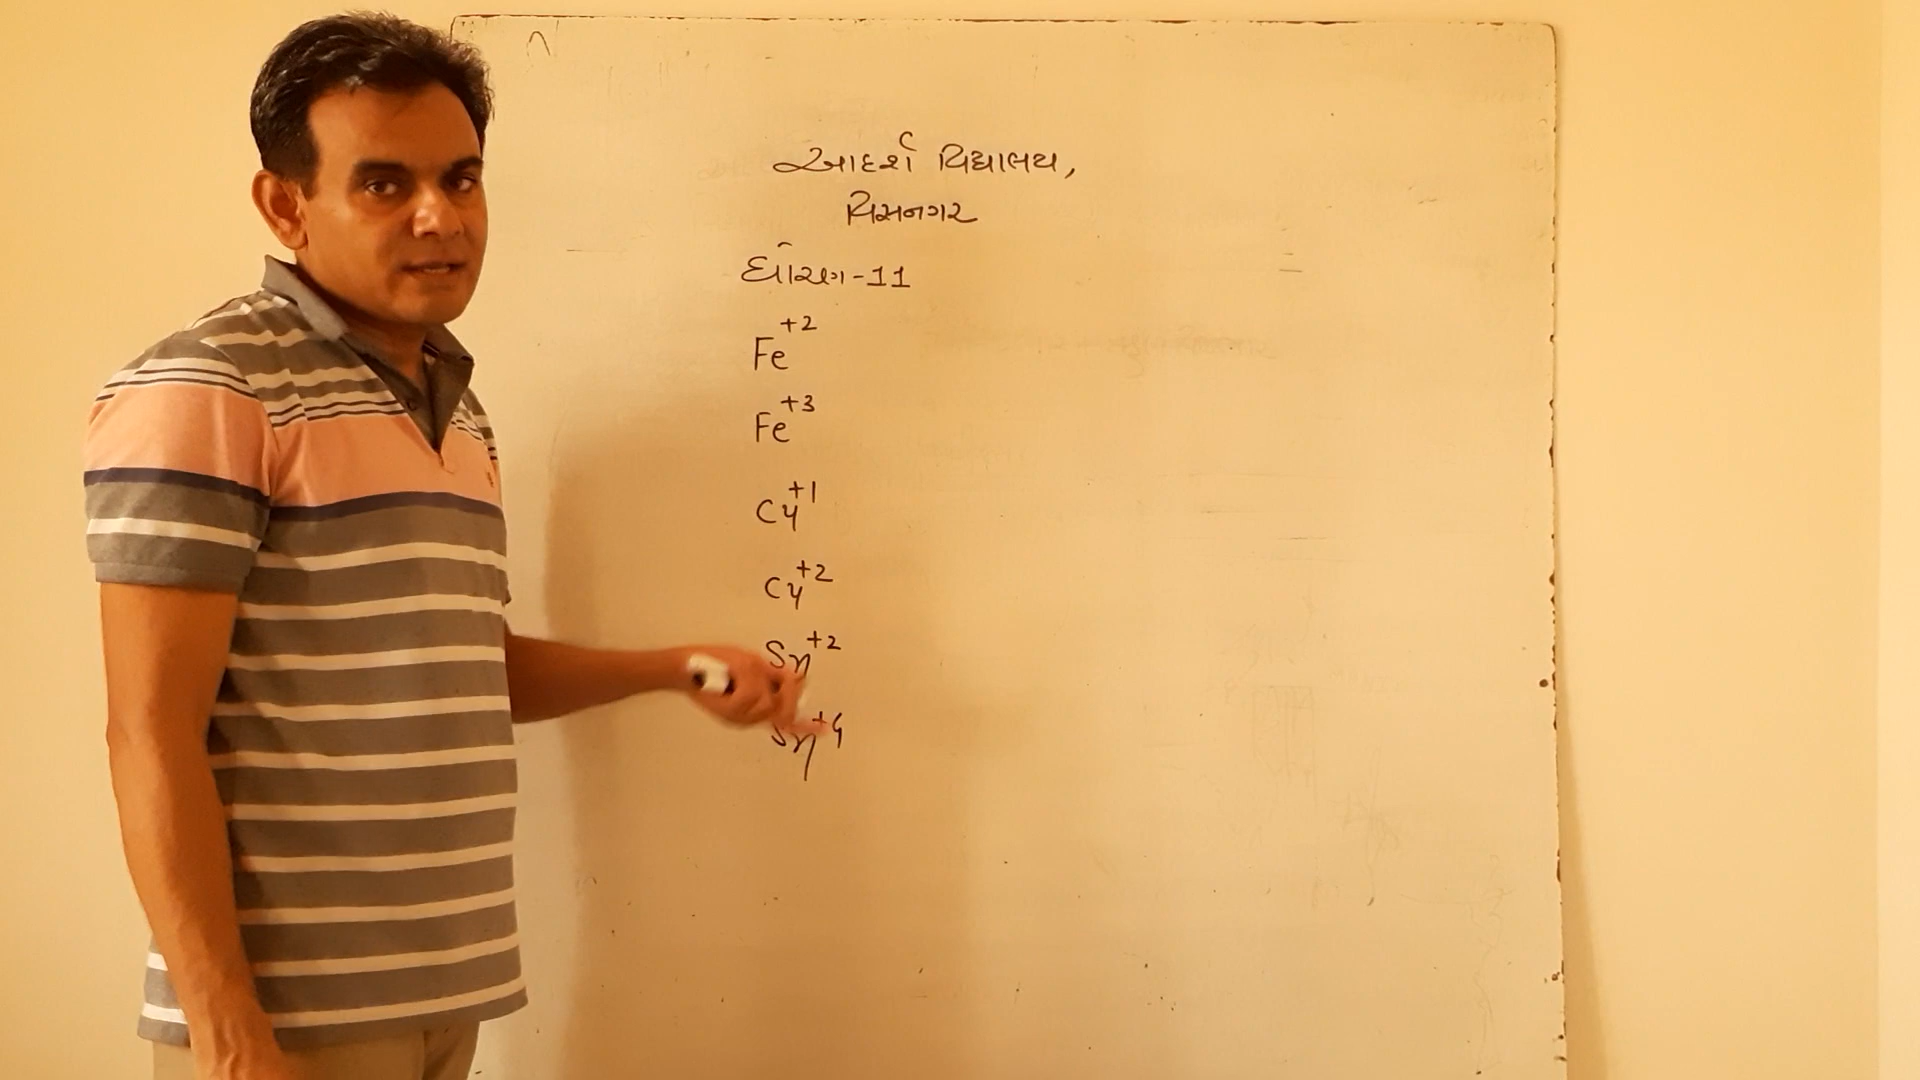 આદર્શ વિદ્યાલય,
વિસનગર
ધોરણ-11
Fe+2
Fe+3
Cu+1
Cu+2
Sn+2
Sn+4